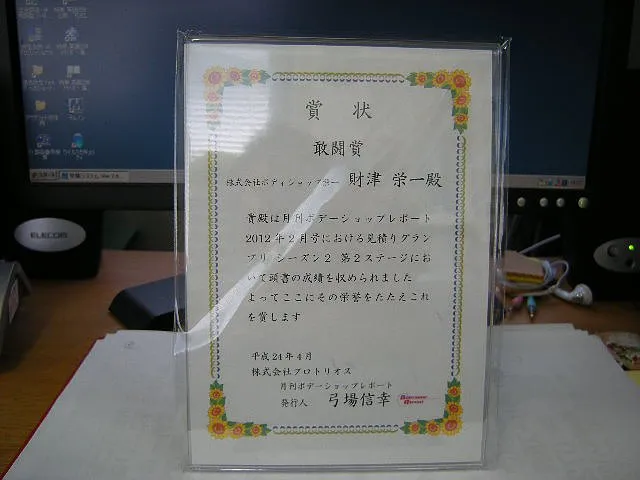 賞 状
敢闘賞
株式会社ボディショップ 財津 栄一殿
貴殿は月刊ボデーショップレポート
2012年2月号における見積りグラン
プリ シーズン2 第2ステージにお
いて頭書の成績を収められました
よってここにその栄誉をたたえこれ
を賞します
平成24年4月
株式会社プロトリオス
月刊ボデーショップレポート
発行人 弓場信幸
ELECOM